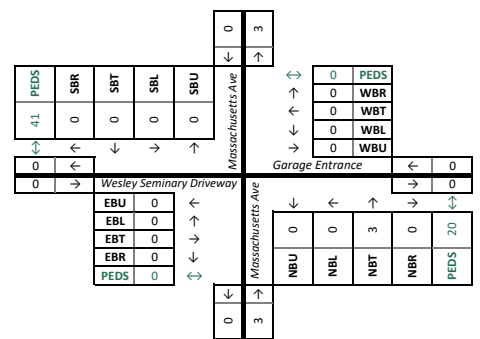 0 3
↓ ↑
PEDS SBR SBT SBL SBU
41 0 0 0 0
↕ ← ↓ → ↑
Massachusetts Ave
↔ 0 PEDS
↑ 0 WBR
← 0 WBT
↓ 0 WBL
→ 0 WBU
0 ←
Garage Entrance
← 0
0 →
Wesley Seminary Driveway
→ 0
EBU 0 ←
EBL 0 ↑
EBT 0 →
EBR 0 ↓
PEDS 0 ↔
Massachusetts Ave
↓ ← ↑ → ↕
0 0 3 0 20
NBU NBL NBT NBR PEDS
↓ ↑
0 3